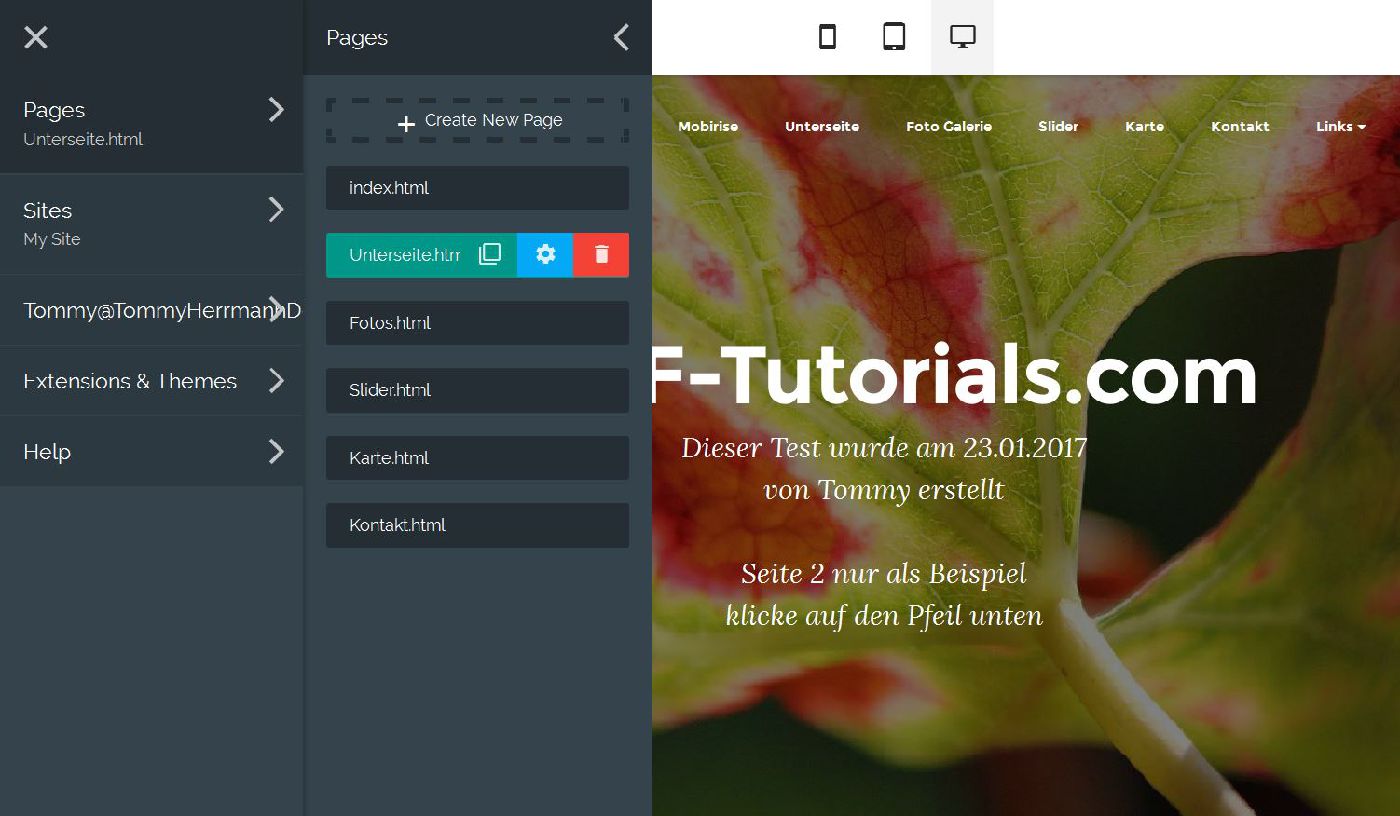 Pages
Unterseite.html
Sites
My Site
Tommy@TommyHerrmannD
Extensions & Themes
Help
Pages
Create New Page
index.html
Unterseite.htm
Fotos.html
Slider.html
Karte.html
Kontakt.html
Mobirise Unterseite Foto Galerie Slider Karte Kontakt Links
F-Tutorials.com
Dieser Test wurde am 23.01.2017
von Tommy erstellt
Seite 2 nur als Beispiel
klicke auf den Pfeil unten